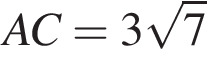 AC = 3√7